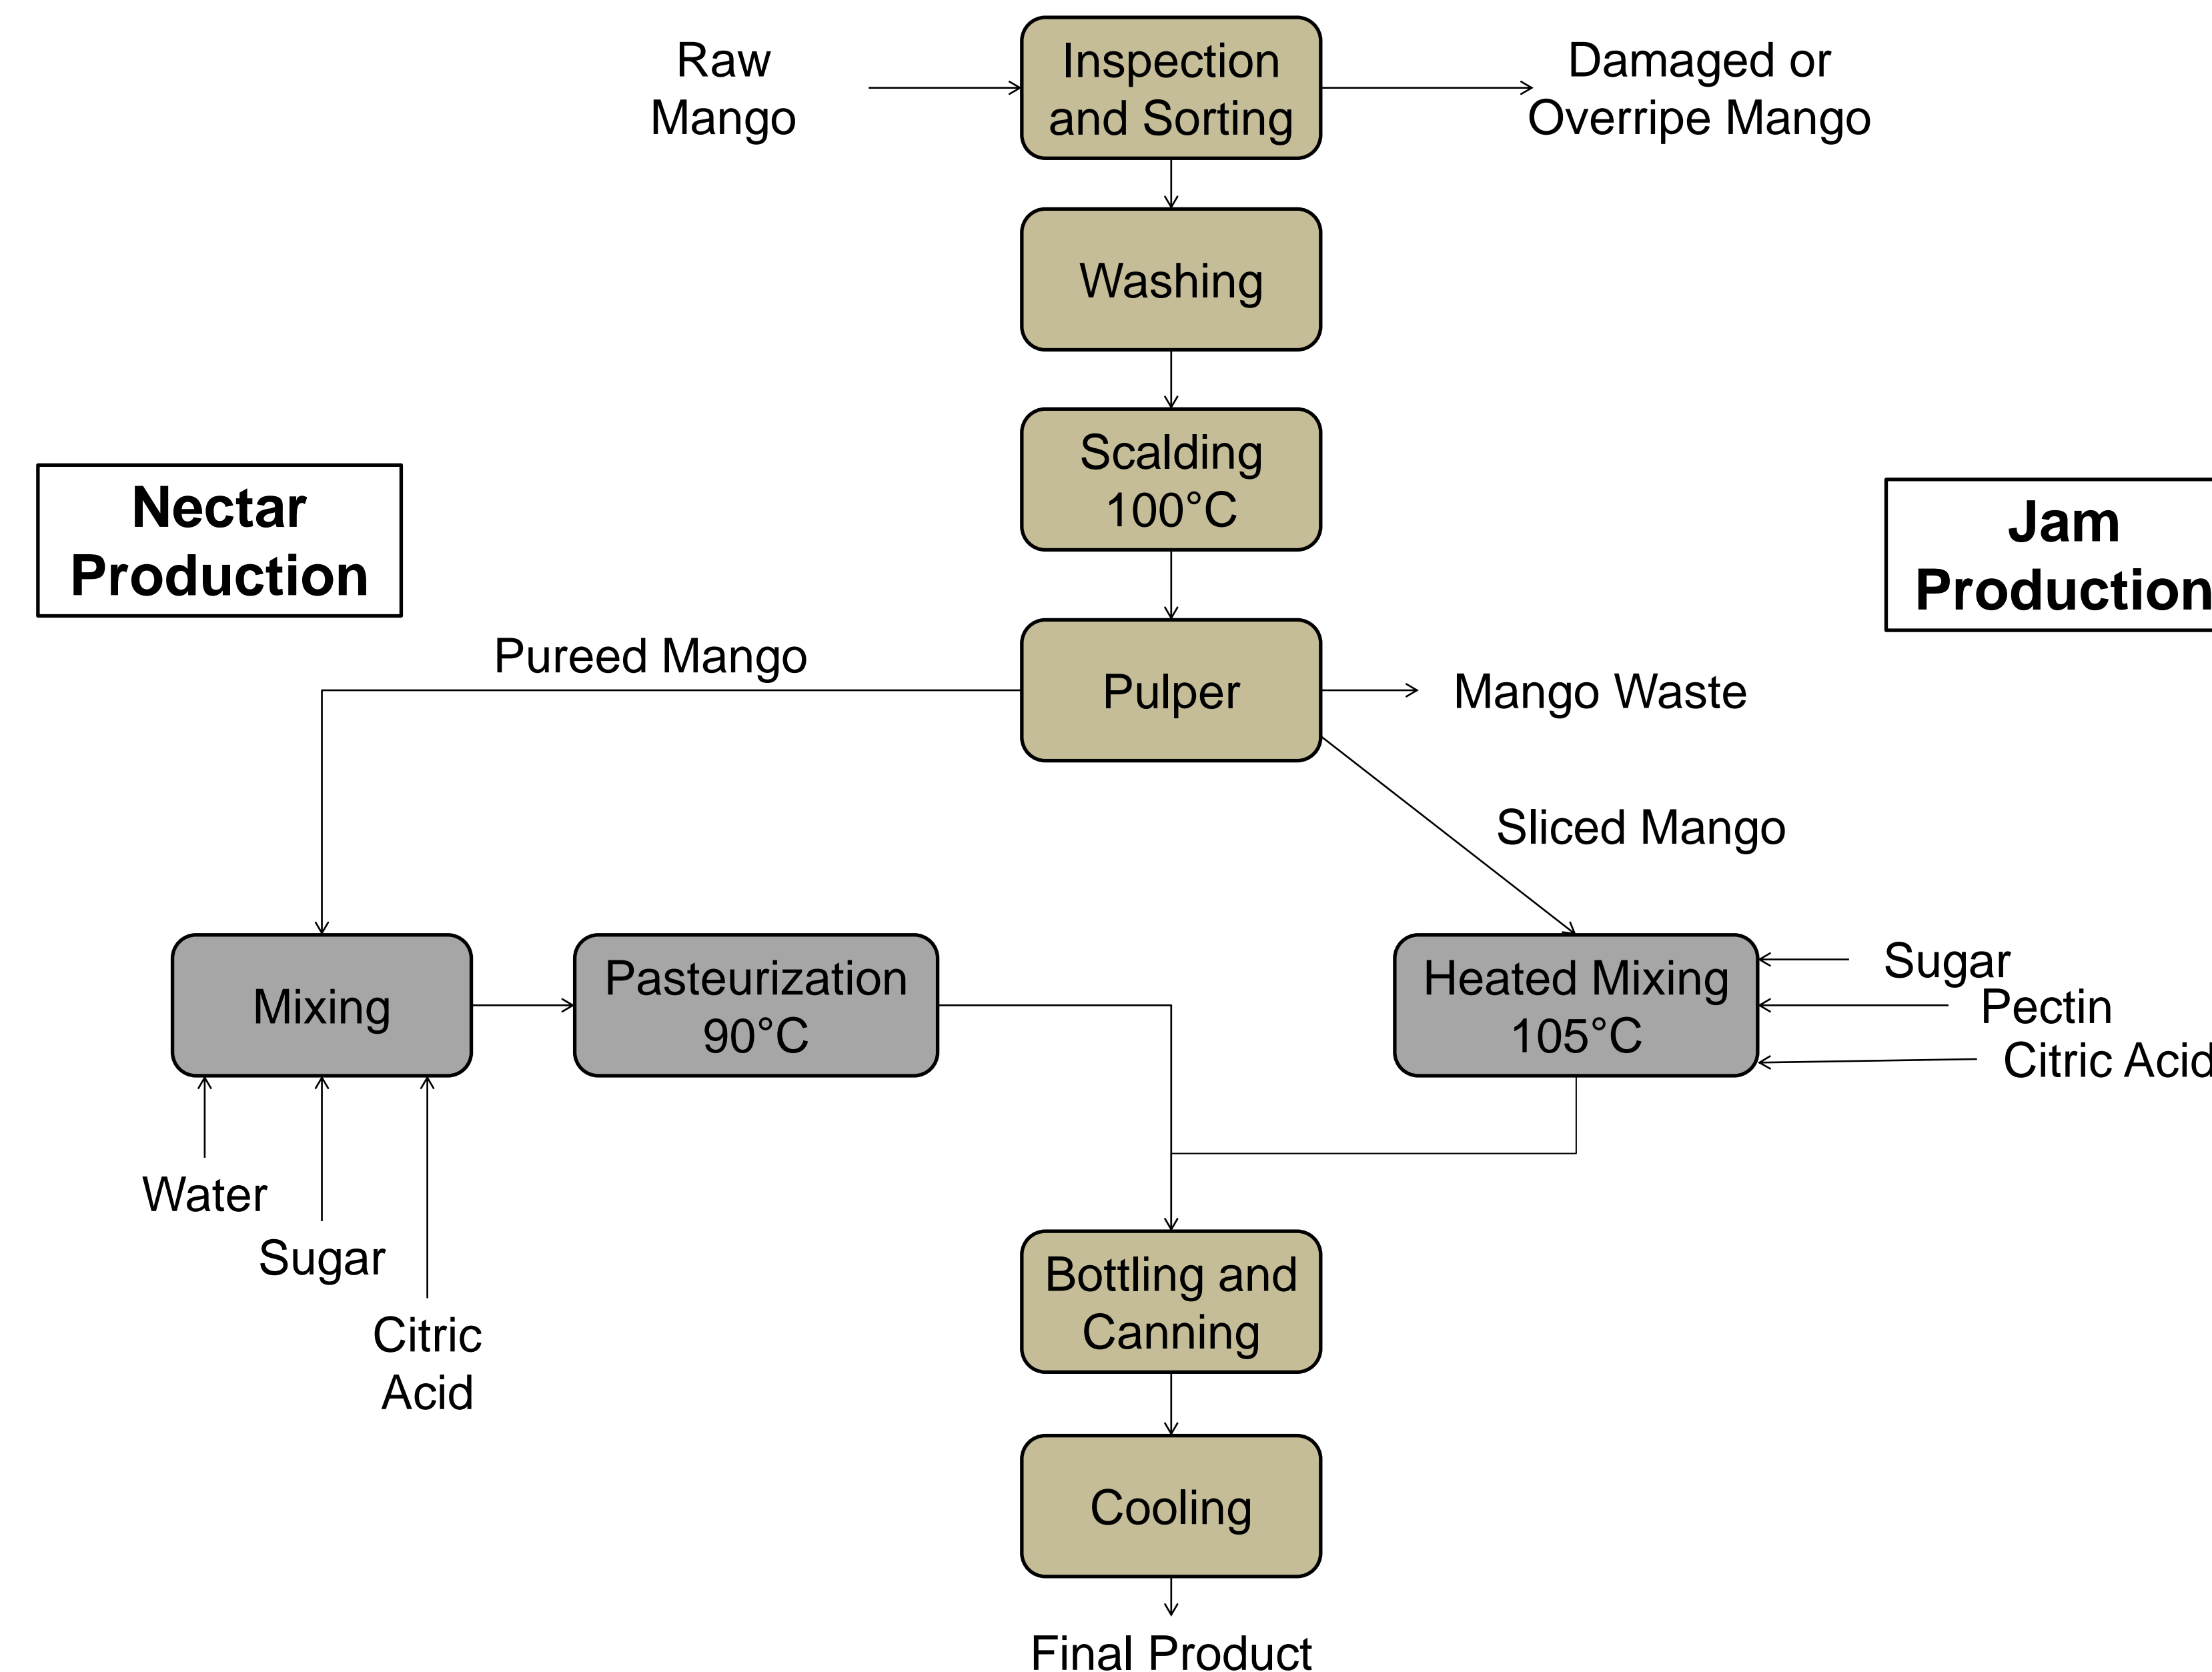 Raw
Mango
Inspection
and Sorting
Damaged or
Overripe Mango
Washing
Scalding
100°C
Nectar
Production
Jam
Production
Pureed Mango
Pulper
Mango Waste
Sliced Mango
Mixing
Pasteurization
90°C
Heated Mixing
105°C
Sugar
Pectin
Citric Acid
Water
Sugar
Citric
Acid
Bottling and
Canning
Cooling
Final Product